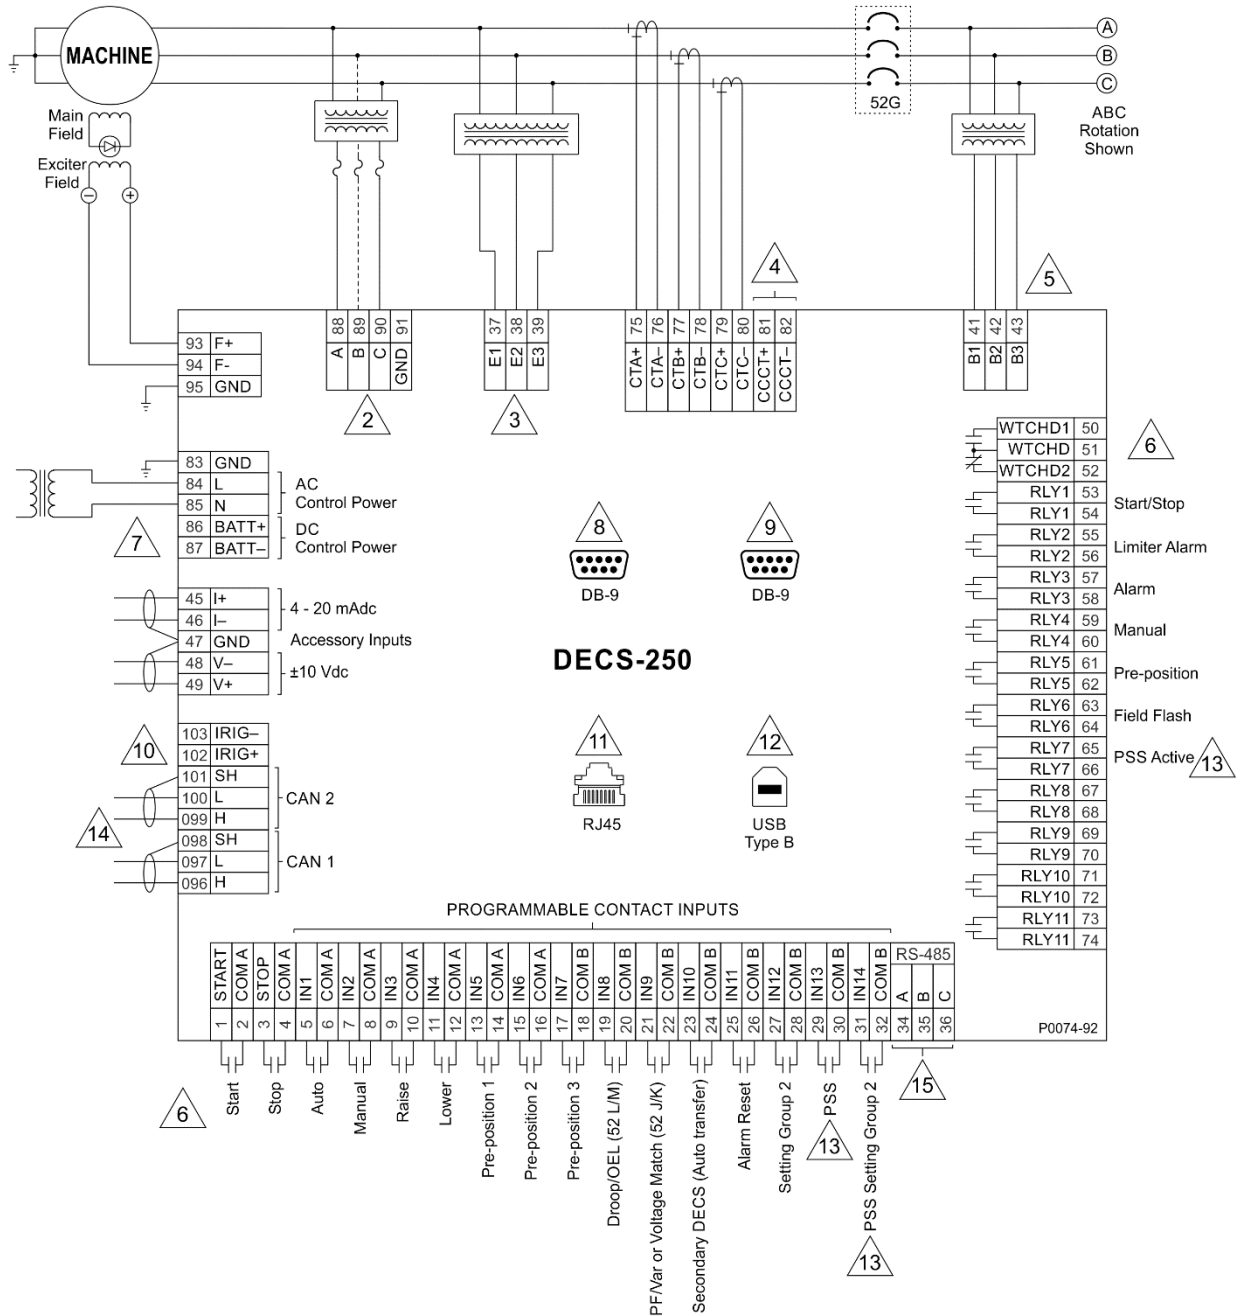 MACHINE
A
B
C
52G
ABC
Rotation
Shown
Main
Field
Exciter
Field
–
+
4
5
93 F+
94 F-
95 GND
88 A
89 B
90 C
91 GND
2
37 E1
38 E2
39 E3
3
75 CTA+
76 CTA–
77 CTB+
78 CTB–
79 CTC+
80 CTC–
81 CCCT+
82 CCCT–
41 B1
42 B2
43 B3
83 GND
84 L
85 N
86 BATT+
87 BATT–
AC
Control Power
DC
Control Power
7
45 I+
46 I–
47 GND
48 V–
49 V+
4 - 20 mAdc
Accessory Inputs
±10 Vdc
10
103 IRIG–
102 IRIG+
101 SH
100 L
099 H
098 SH
097 L
096 H
CAN 2
CAN 1
14
8
DB-9
9
DB-9
DECS-250
11
RJ45
12
USB
Type B
WTCHD1 50
WTCHD 51
WTCHD2 52
6
RLY1 53
RLY1 54
Start/Stop
RLY2 55
RLY2 56
Limiter Alarm
RLY3 57
RLY3 58
Alarm
RLY4 59
RLY4 60
Manual
RLY5 61
RLY5 62
Pre-position
RLY6 63
RLY6 64
Field Flash
RLY7 65
RLY7 66
PSS Active
13
RLY8 67
RLY8 68
RLY9 69
RLY9 70
RLY10 71
RLY10 72
RLY11 73
RLY11 74
PROGRAMMABLE CONTACT INPUTS
START 1
COM A 2
STOP 3
COM A 4
IN1 5
COM A 6
IN2 7
COM A 8
IN3 9
COM A 10
IN4 11
COM A 12
IN5 13
COM A 14
IN6 15
COM A 16
IN7 17
COM B 18
IN8 19
COM B 20
IN9 21
COM B 22
IN10 23
COM B 24
IN11 25
COM B 26
IN12 27
COM B 28
IN13 29
COM B 30
IN14 31
COM B 32
RS-485
A 34
B 35
C 36
P0074-92
6
Start
Stop
Auto
Manual
Raise
Lower
Pre-position 1
Pre-position 2
Pre-position 3
Droop/OEL (52 L/M)
PF/Var or Voltage Match (52 J/K)
Secondary DECS (Auto transfer)
Alarm Reset
Setting Group 2
PSS
13
PSS Setting Group 2
13
15